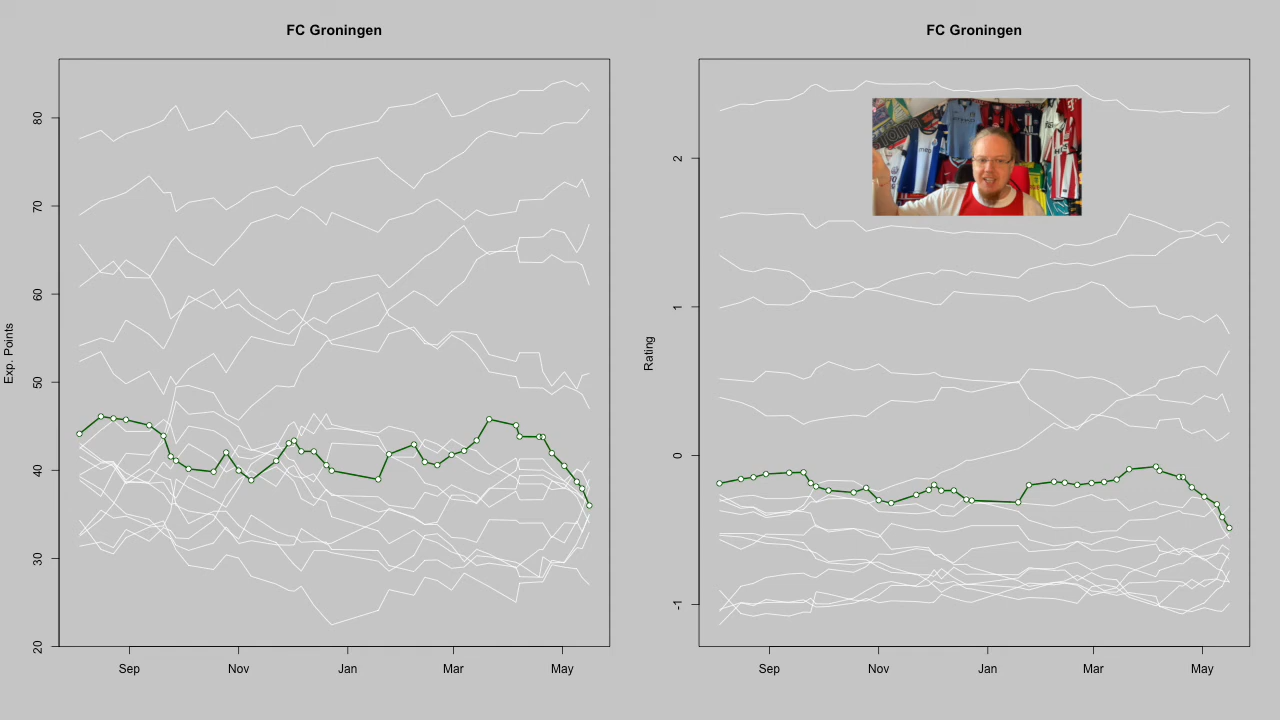 FC Groningen
Exp. Points
80
70
60
50
40
30
20
Sep
Nov
Jan
Mar
May
FC Groningen
Rating
2
1
0
-1
Sep
Nov
Jan
Mar
May